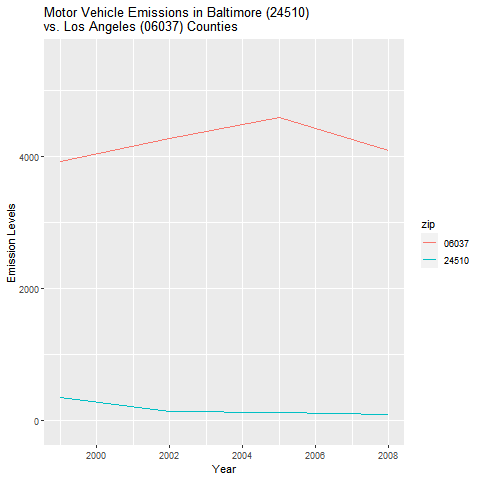 Motor Vehicle Emissions in Baltimore (24510)
vs. Los Angeles (06037) Counties
Emission Levels
4000
2000
0
2000
2002
2004
2006
2008
Year
zip
06037
24510